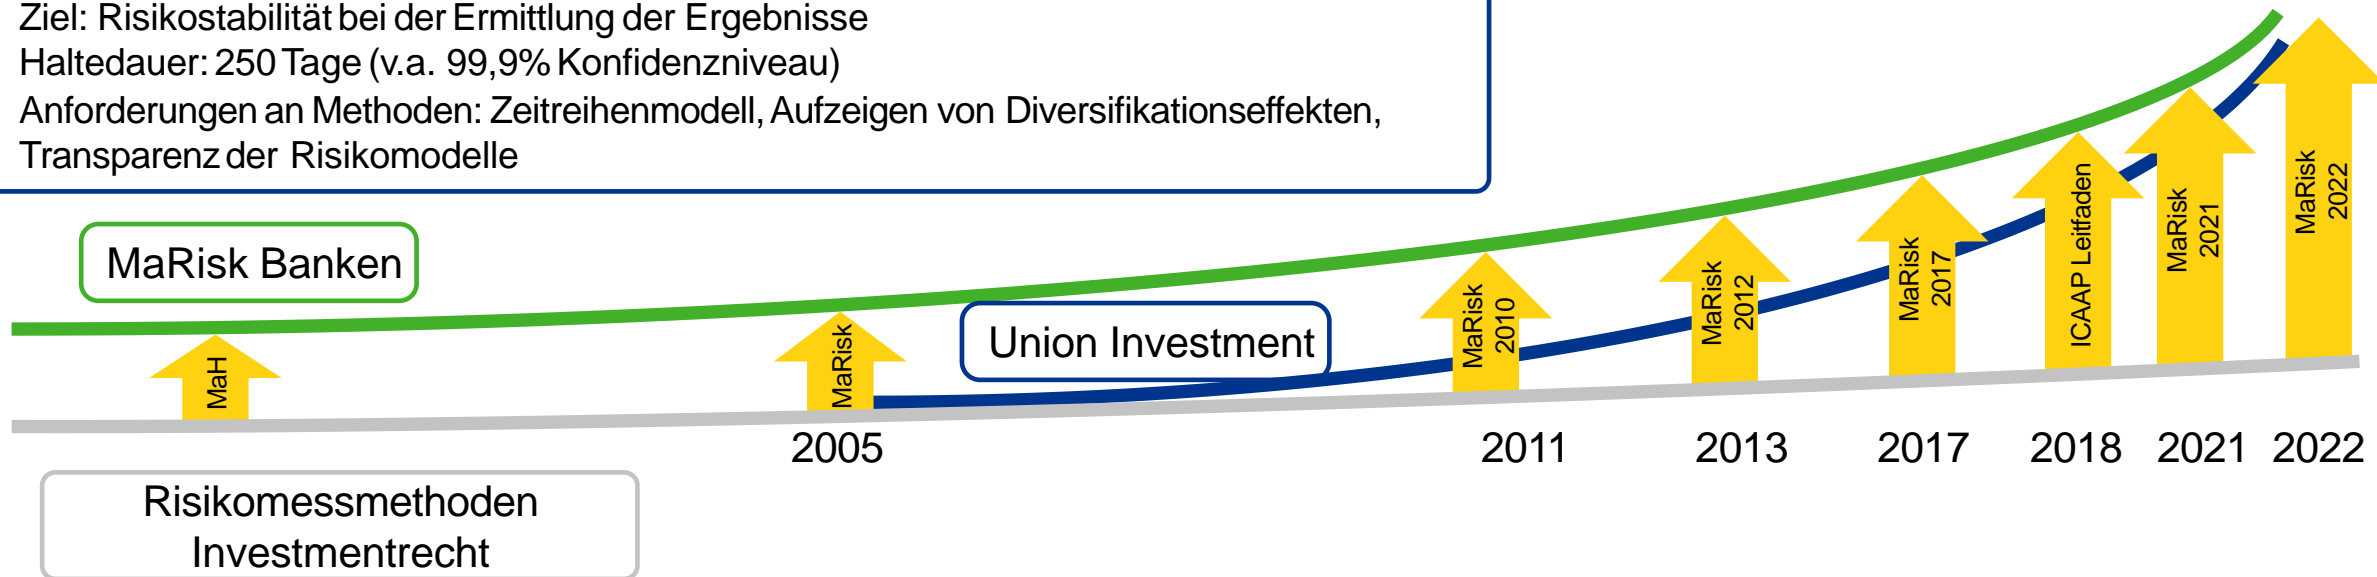 Ziel: Risikostabilität bei der Ermittlung der Ergebnisse
Haltedauer: 250 Tage (v.a. 99,9% Konfidenzniveau)
Anforderungen an Methoden: Zeitreihenmodell, Aufzeigen von Diversifikationseffekten,
Transparenz der Risikomodelle
MaRisk Banken
Union Investment
MaH
MaRisk
MaRisk
2010
MaRisk
2012
MaRisk
2017
ICAAP Leitfaden
MaRisk
2021
MaRisk
2022
2005
2011
2013
2017
2018
2021
2022
Risikomessmethoden
Investmentrecht